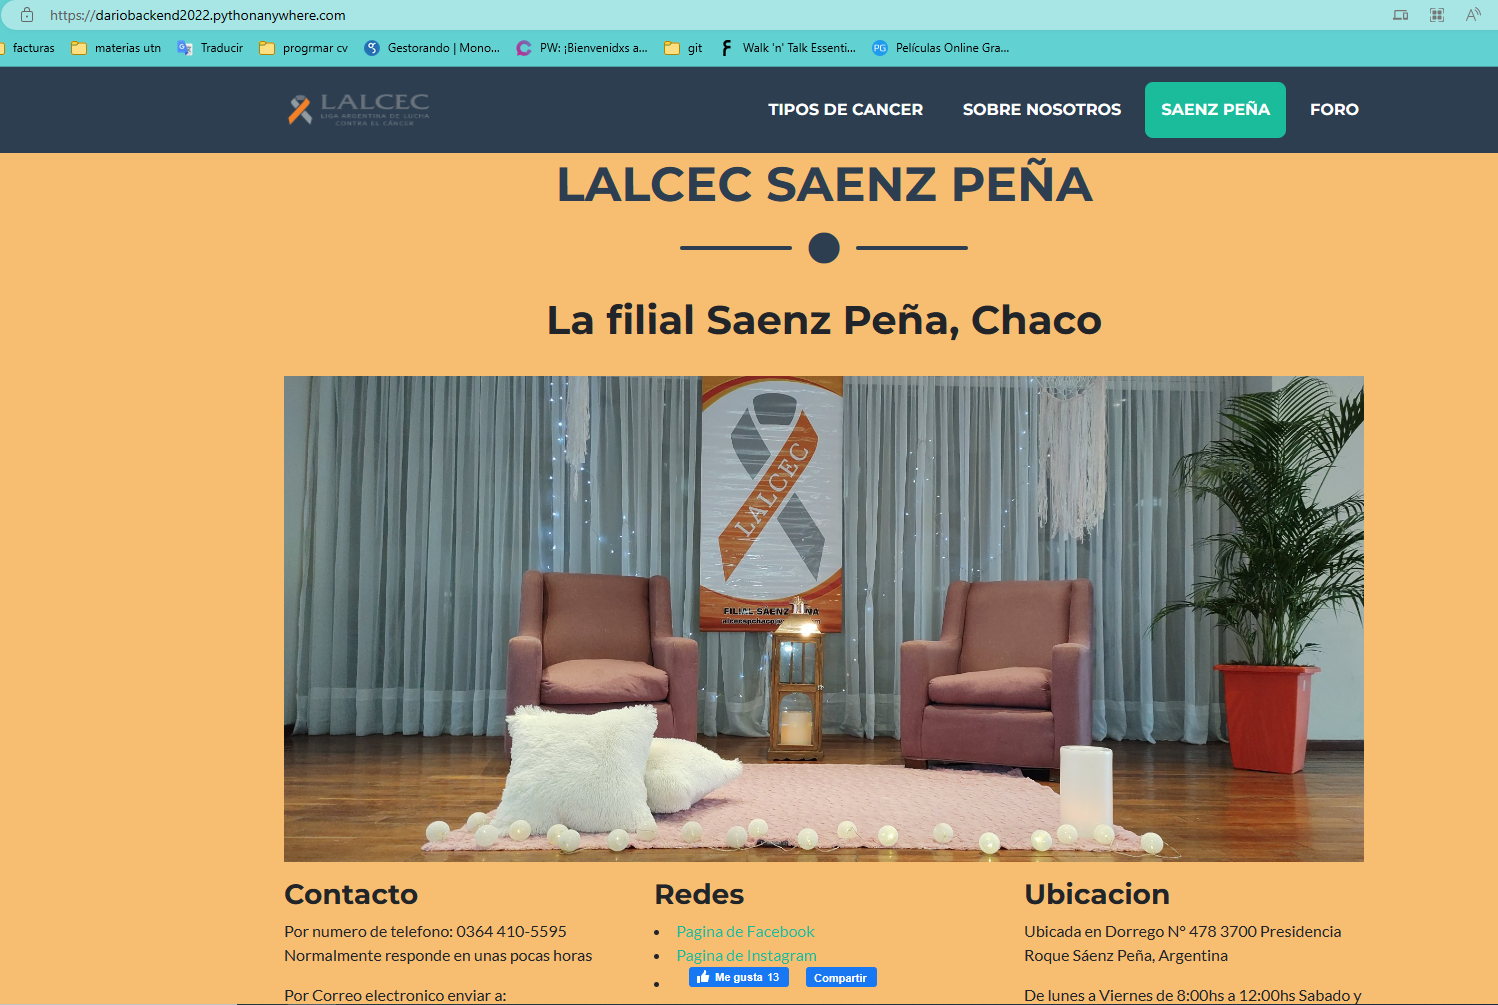 https://dariobackend2022.pythonanywhere.com
facturas materias utn Traducir progrmar cv Gestorando | Mono... PW: ¡Bienvenidxs a... git Walk 'n' Talk Essenti... Películas Online Gra...
LALCEC
LIGA ARGENTINA DE LUCHA
CONTRA EL CÁNCER
TIPOS DE CANCER SOBRE NOSOTROS SAENZ PEÑA FORO
LALCEC SAENZ PEÑA
La filial Saenz Peña, Chaco
LALCEC
FILIAL SAENZ PEÑA
Contacto
Por numero de telefono: 0364 410-5595
Normalmente responde en unas pocas horas
Por Correo electronico enviar a:
Redes
Pagina de Facebook
Pagina de Instagram
Me gusta 13 Compartir
Ubicacion
Ubicada en Dorrego N° 478 3700 Presidencia
Roque Sáenz Peña, Argentina
De lunes a Viernes de 8:00hs a 12:00hs Sabado y